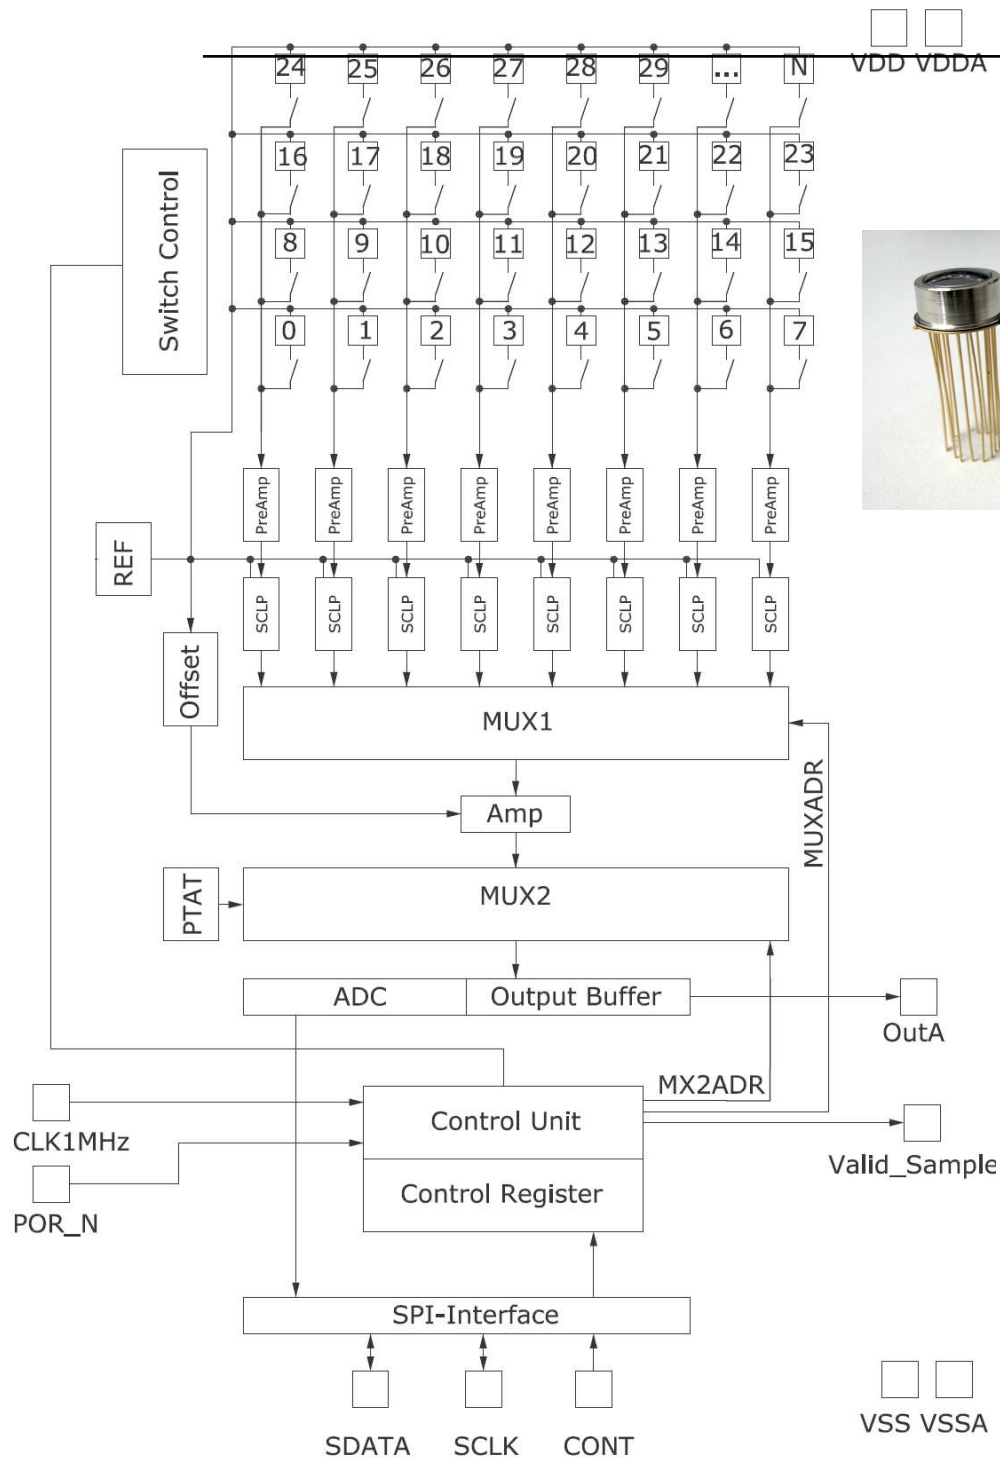 VDD VDDA
24 25 26 27 28 29 ... N
16 17 18 19 20 21 22 23
8 9 10 11 12 13 14 15
0 1 2 3 4 5 6 7
Switch Control
PreAmp PreAmp PreAmp PreAmp PreAmp PreAmp PreAmp PreAmp
REF
SCLP SCLP SCLP SCLP SCLP SCLP SCLP SCLP
Offset
MUX1
Amp
MUXADR
PTAT
MUX2
ADC Output Buffer
OutA
MX2ADR
CLK1MHz
Control Unit
Valid_Sample
POR_N
Control Register
SPI-Interface
SDATA SCLK CONT
VSS VSSA